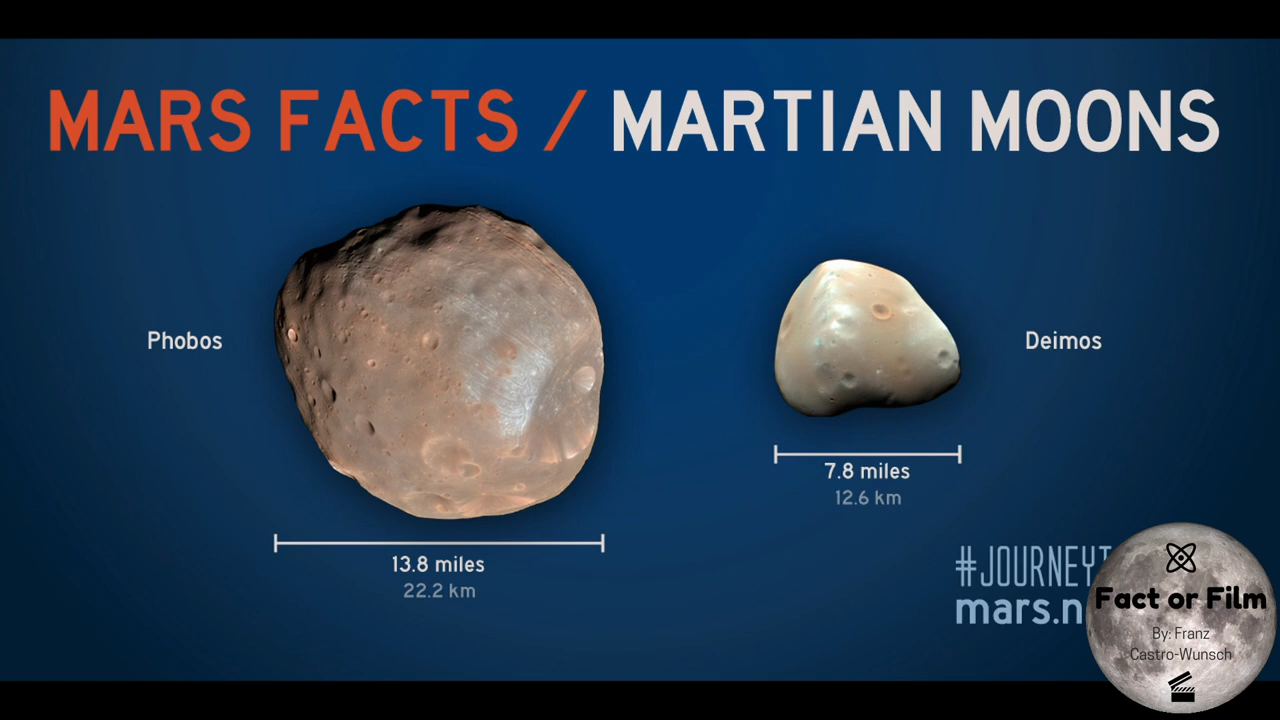 MARS FACTS / MARTIAN MOONS
Phobos
Deimos
7.8 miles
12.6 km
13.8 miles
22.2 km
Fact or Film
By: Franz
Castro-Wunsch